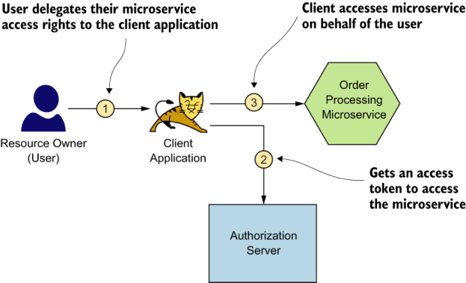 User delegates their microservice
access rights to the client application
Client accesses microservice
on behalf of the user
1
3
Order
Processing
Microservice
Resource Owner
(User)
Client
Application
2
Gets an access
token to access
the microservice
Authorization
Server